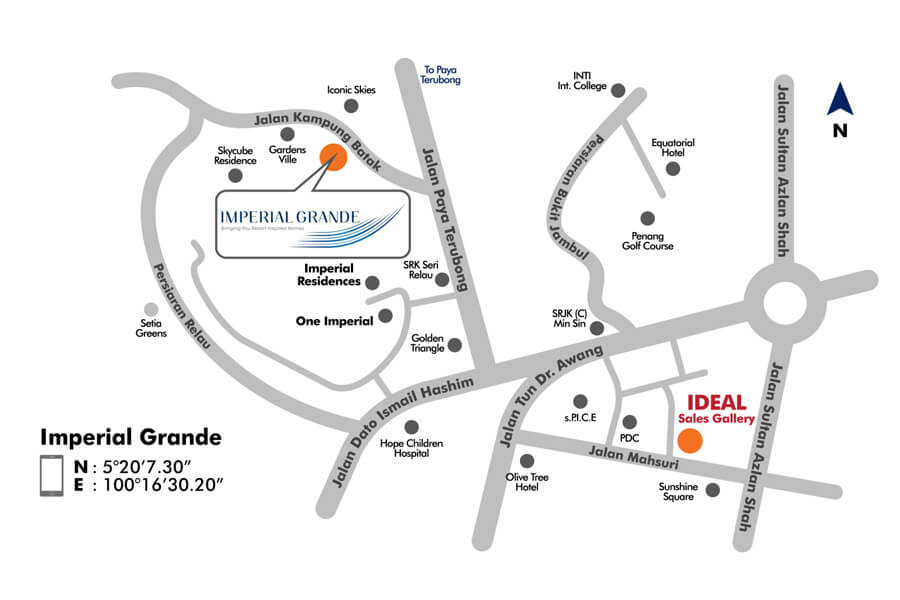 To Paya
Terubong
INTI
Int. College
Iconic Skies
Jalan Kampung Batak
Gardens
Ville
Skycube
Residence
Equatorial
Hotel
N
Jalan Sultan Azlan Shah
Persiaran Bukit Jambul
Jalan Paya Terubong
IMPERIAL GRANDE
Bringing You Resort Inspired Homes
Penang
Golf Course
Imperial
Residences
SRK Seri
Relau
Persiaran Relau
Setia
Greens
One Imperial
SRJK (C)
Min Sin
Golden
Triangle
Jalan Dato Ismail Hashim
Jalan Tun Dr. Awang
IDEAL
Sales Gallery
s.P.I.C.E
PDC
Jalan Sultan Azlan Shah
Hope Children
Hospital
Jalan Mahsuri
Olive Tree
Hotel
Sunshine
Square
Imperial Grande
N : 5°20'7.30"
E : 100°16'30.20"